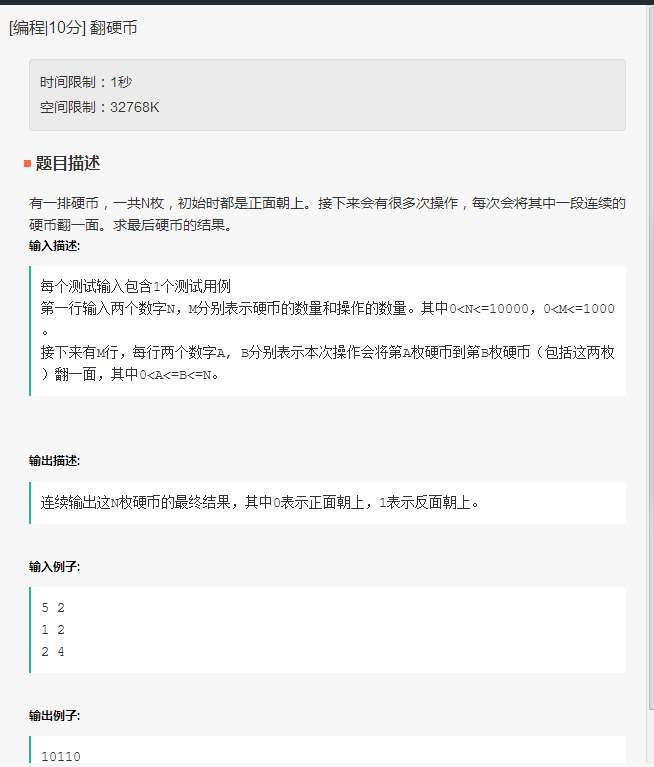 [编程|10分] 翻硬币
时间限制：1秒
空间限制：32768K
题目描述
有一排硬币，一共N枚，初始时都是正面朝上。接下来会有很多次操作，每次会将其中一段连续的
硬币翻一面。求最后硬币的结果。
输入描述:
每个测试输入包含1个测试用例
第一行输入两个数字N，M分别表示硬币的数量和操作的数量。其中0<N<=10000，0<M<=1000
。
接下来有M行，每行两个数字A, B分别表示本次操作会将第A枚硬币到第B枚硬币（包括这两枚
）翻一面，其中0<A<=B<=N。
输出描述:
连续输出这N枚硬币的最终结果，其中0表示正面朝上，1表示反面朝上。
输入例子:
5 2
1 2
2 4
输出例子:
10110